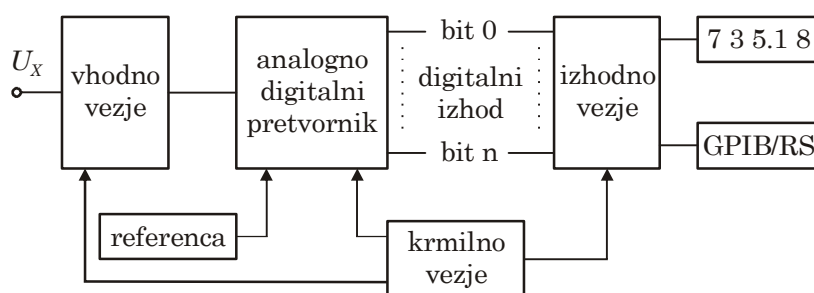 U_X
vhodno
vezje
analogno
digitalni
pretvornik
bit 0
digitalni
izhod
bit n
izhodno
vezje
7 3 5.1 8
GPIB/RS
referenca
krmilno
vezje